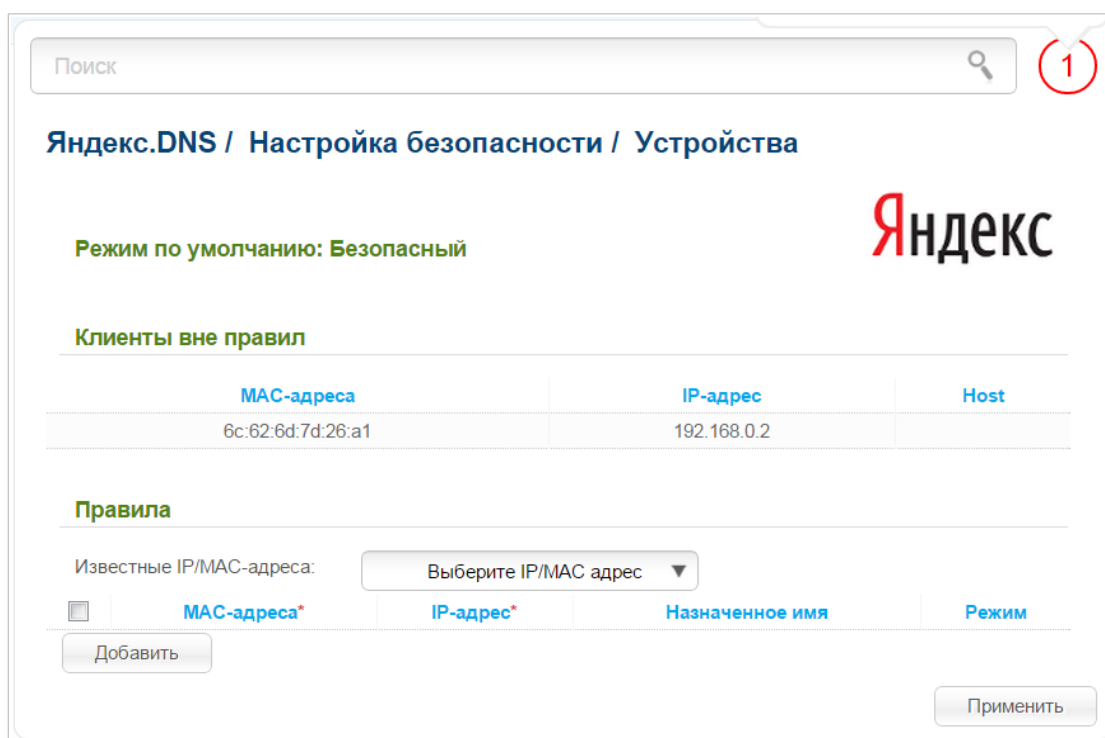 Поиск
1
Яндекс.DNS / Настройка безопасности / Устройства
Яндекс
Режим по умолчанию: Безопасный
Клиенты вне правил
MAC-адреса IP-адрес Host
6c:62:6d:7d:26:a1 192.168.0.2
Правила
Известные IP/MAC-адреса: Выберите IP/MAC адрес
MAC-адреса* IP-адрес* Назначенное имя Режим
Добавить
Применить